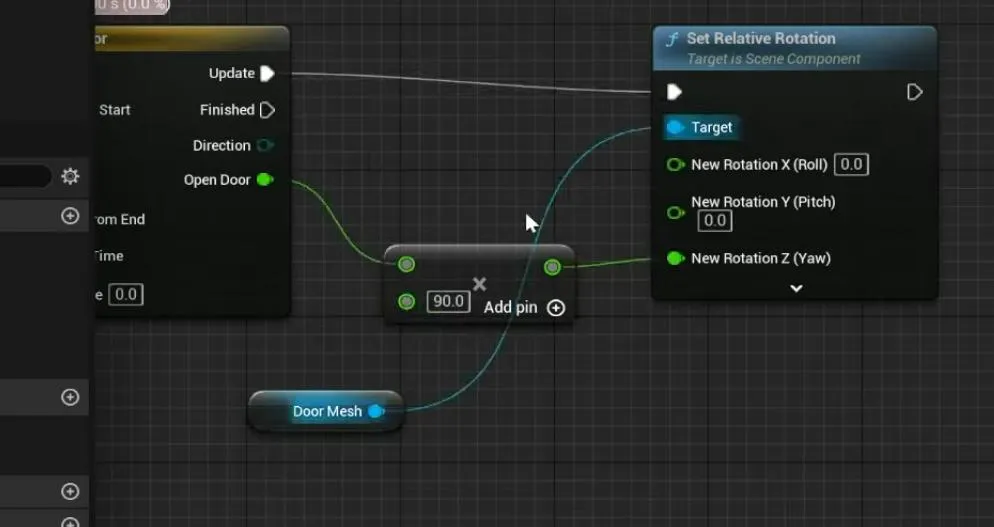 0 s (0.0 %)
or
Update
Start
Finished
Direction
Open Door
rom End
Time
e 0.0
90.0
Add pin
Door Mesh
f Set Relative Rotation
Target is Scene Component
Target
New Rotation X (Roll) 0.0
New Rotation Y (Pitch)
0.0
New Rotation Z (Yaw)